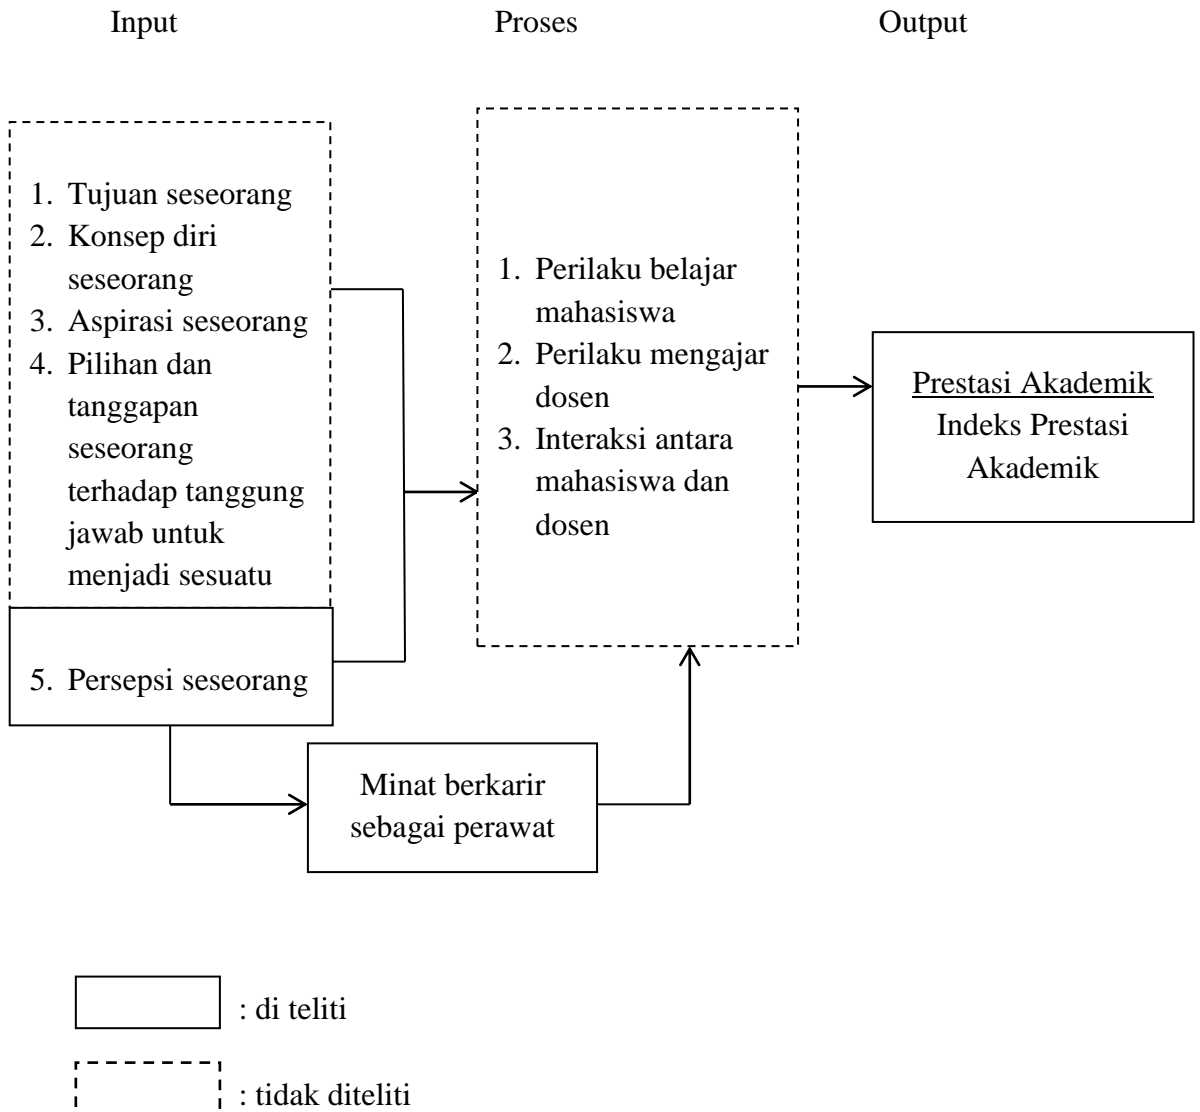 Input Proses Output
1. Tujuan seseorang
2. Konsep diri
seseorang
3. Aspirasi seseorang
4. Pilihan dan
tanggapan
seseorang
terhadap tanggung
jawab untuk
menjadi sesuatu
5. Persepsi seseorang
Minat berkarir
sebagai perawat
1. Perilaku belajar
mahasiswa
2. Perilaku mengajar
dosen
3. Interaksi antara
mahasiswa dan
dosen
Prestasi Akademik
Indeks Prestasi
Akademik
: di teliti
: tidak diteliti